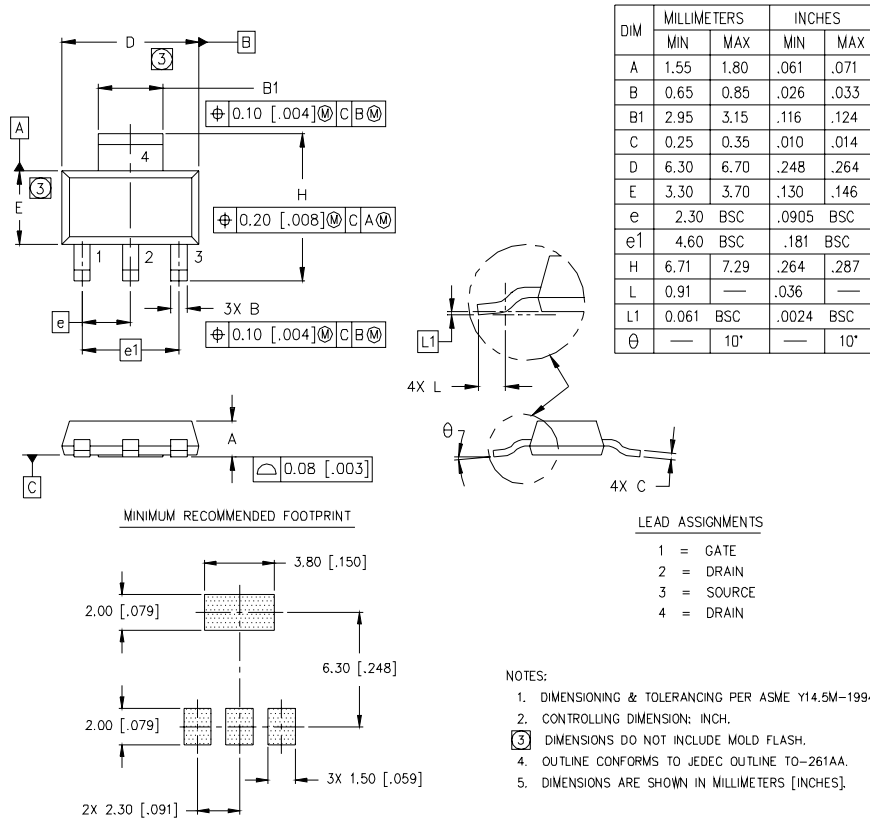 D
B
3
B1
⌖ 0.10 [.004]Ⓜ C BⓂ
A
4
3
E
H
⌖ 0.20 [.008]Ⓜ C AⓂ
1 2 3
3X B
e
⌖ 0.10 [.004]Ⓜ C BⓂ
e1
L1
4X L
A
C
⌓ 0.08 [.003]
θ
4X C
DIM MILLIMETERS INCHES
MIN MAX MIN MAX
A 1.55 1.80 .061 .071
B 0.65 0.85 .026 .033
B1 2.95 3.15 .116 .124
C 0.25 0.35 .010 .014
D 6.30 6.70 .248 .264
E 3.30 3.70 .130 .146
e 2.30 BSC .0905 BSC
e1 4.60 BSC .181 BSC
H 6.71 7.29 .264 .287
L 0.91 — .036 —
L1 0.061 BSC .0024 BSC
θ — 10° — 10°
MINIMUM RECOMMENDED FOOTPRINT
3.80 [.150]
2.00 [.079]
6.30 [.248]
2.00 [.079]
3X 1.50 [.059]
2X 2.30 [.091]
LEAD ASSIGNMENTS
1 = GATE
2 = DRAIN
3 = SOURCE
4 = DRAIN
NOTES:
1. DIMENSIONING & TOLERANCING PER ASME Y14.5M-1994
2. CONTROLLING DIMENSION: INCH.
3 DIMENSIONS DO NOT INCLUDE MOLD FLASH.
4. OUTLINE CONFORMS TO JEDEC OUTLINE TO-261AA.
5. DIMENSIONS ARE SHOWN IN MILLIMETERS [INCHES].